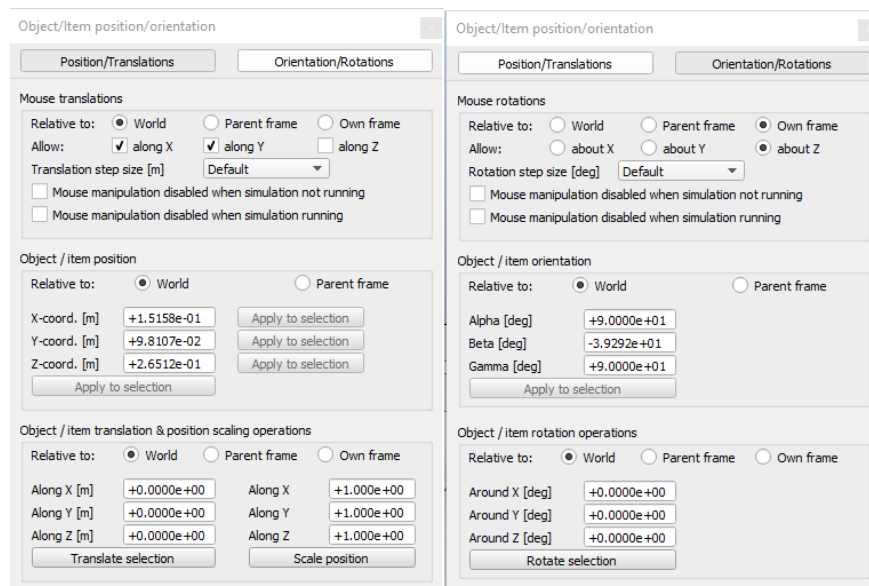 Object/Item position/orientation
Position/Translations Orientation/Rotations
Mouse translations
Relative to: World Parent frame Own frame
Allow: along X along Y along Z
Translation step size [m] Default
Mouse manipulation disabled when simulation not running
Mouse manipulation disabled when simulation running
Object / item position
Relative to: World Parent frame
X-coord. [m] +1.5158e-01 Apply to selection
Y-coord. [m] +9.8107e-02 Apply to selection
Z-coord. [m] +2.6512e-01 Apply to selection
Apply to selection
Object / item translation & position scaling operations
Relative to: World Parent frame Own frame
Along X [m] +0.0000e+00 Along X +1.000e+00
Along Y [m] +0.0000e+00 Along Y +1.000e+00
Along Z [m] +0.0000e+00 Along Z +1.000e+00
Translate selection Scale position
Object/Item position/orientation
Position/Translations Orientation/Rotations
Mouse rotations
Relative to: World Parent frame Own frame
Allow: about X about Y about Z
Rotation step size [deg] Default
Mouse manipulation disabled when simulation not running
Mouse manipulation disabled when simulation running
Object / item orientation
Relative to: World Parent frame
Alpha [deg] +9.0000e+01
Beta [deg] -3.9292e+01
Gamma [deg] +9.0000e+01
Apply to selection
Object / item rotation operations
Relative to: World Parent frame Own frame
Around X [deg] +0.0000e+00
Around Y [deg] +0.0000e+00
Around Z [deg] +0.0000e+00
Rotate selection